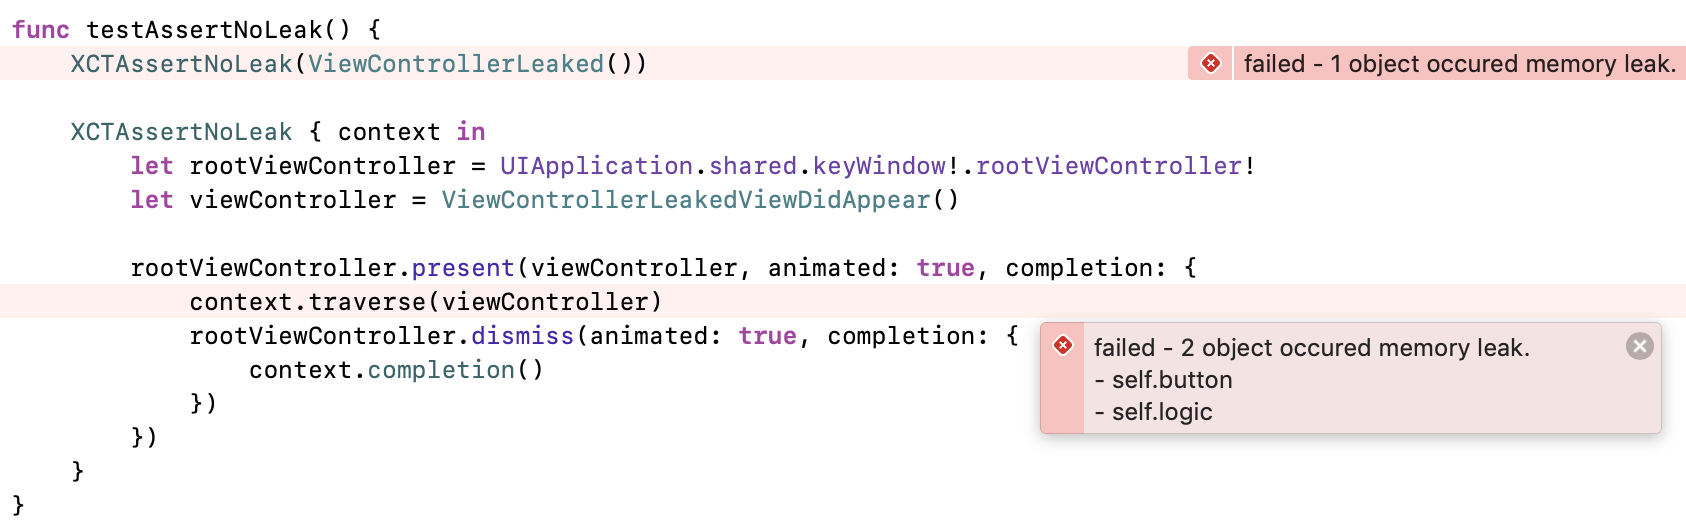 func testAssertNoLeak() {
    XCTAssertNoLeak(ViewControllerLeaked())
failed - 1 object occured memory leak.
    XCTAssertNoLeak { context in
        let rootViewController = UIApplication.shared.keyWindow!.rootViewController!
        let viewController = ViewControllerLeakedViewDidAppear()
        rootViewController.present(viewController, animated: true, completion: {
            context.traverse(viewController)
            rootViewController.dismiss(animated: true, completion: {
failed - 2 object occured memory leak.
- self.button
- self.logic
                context.completion()
            })
        })
    }
}